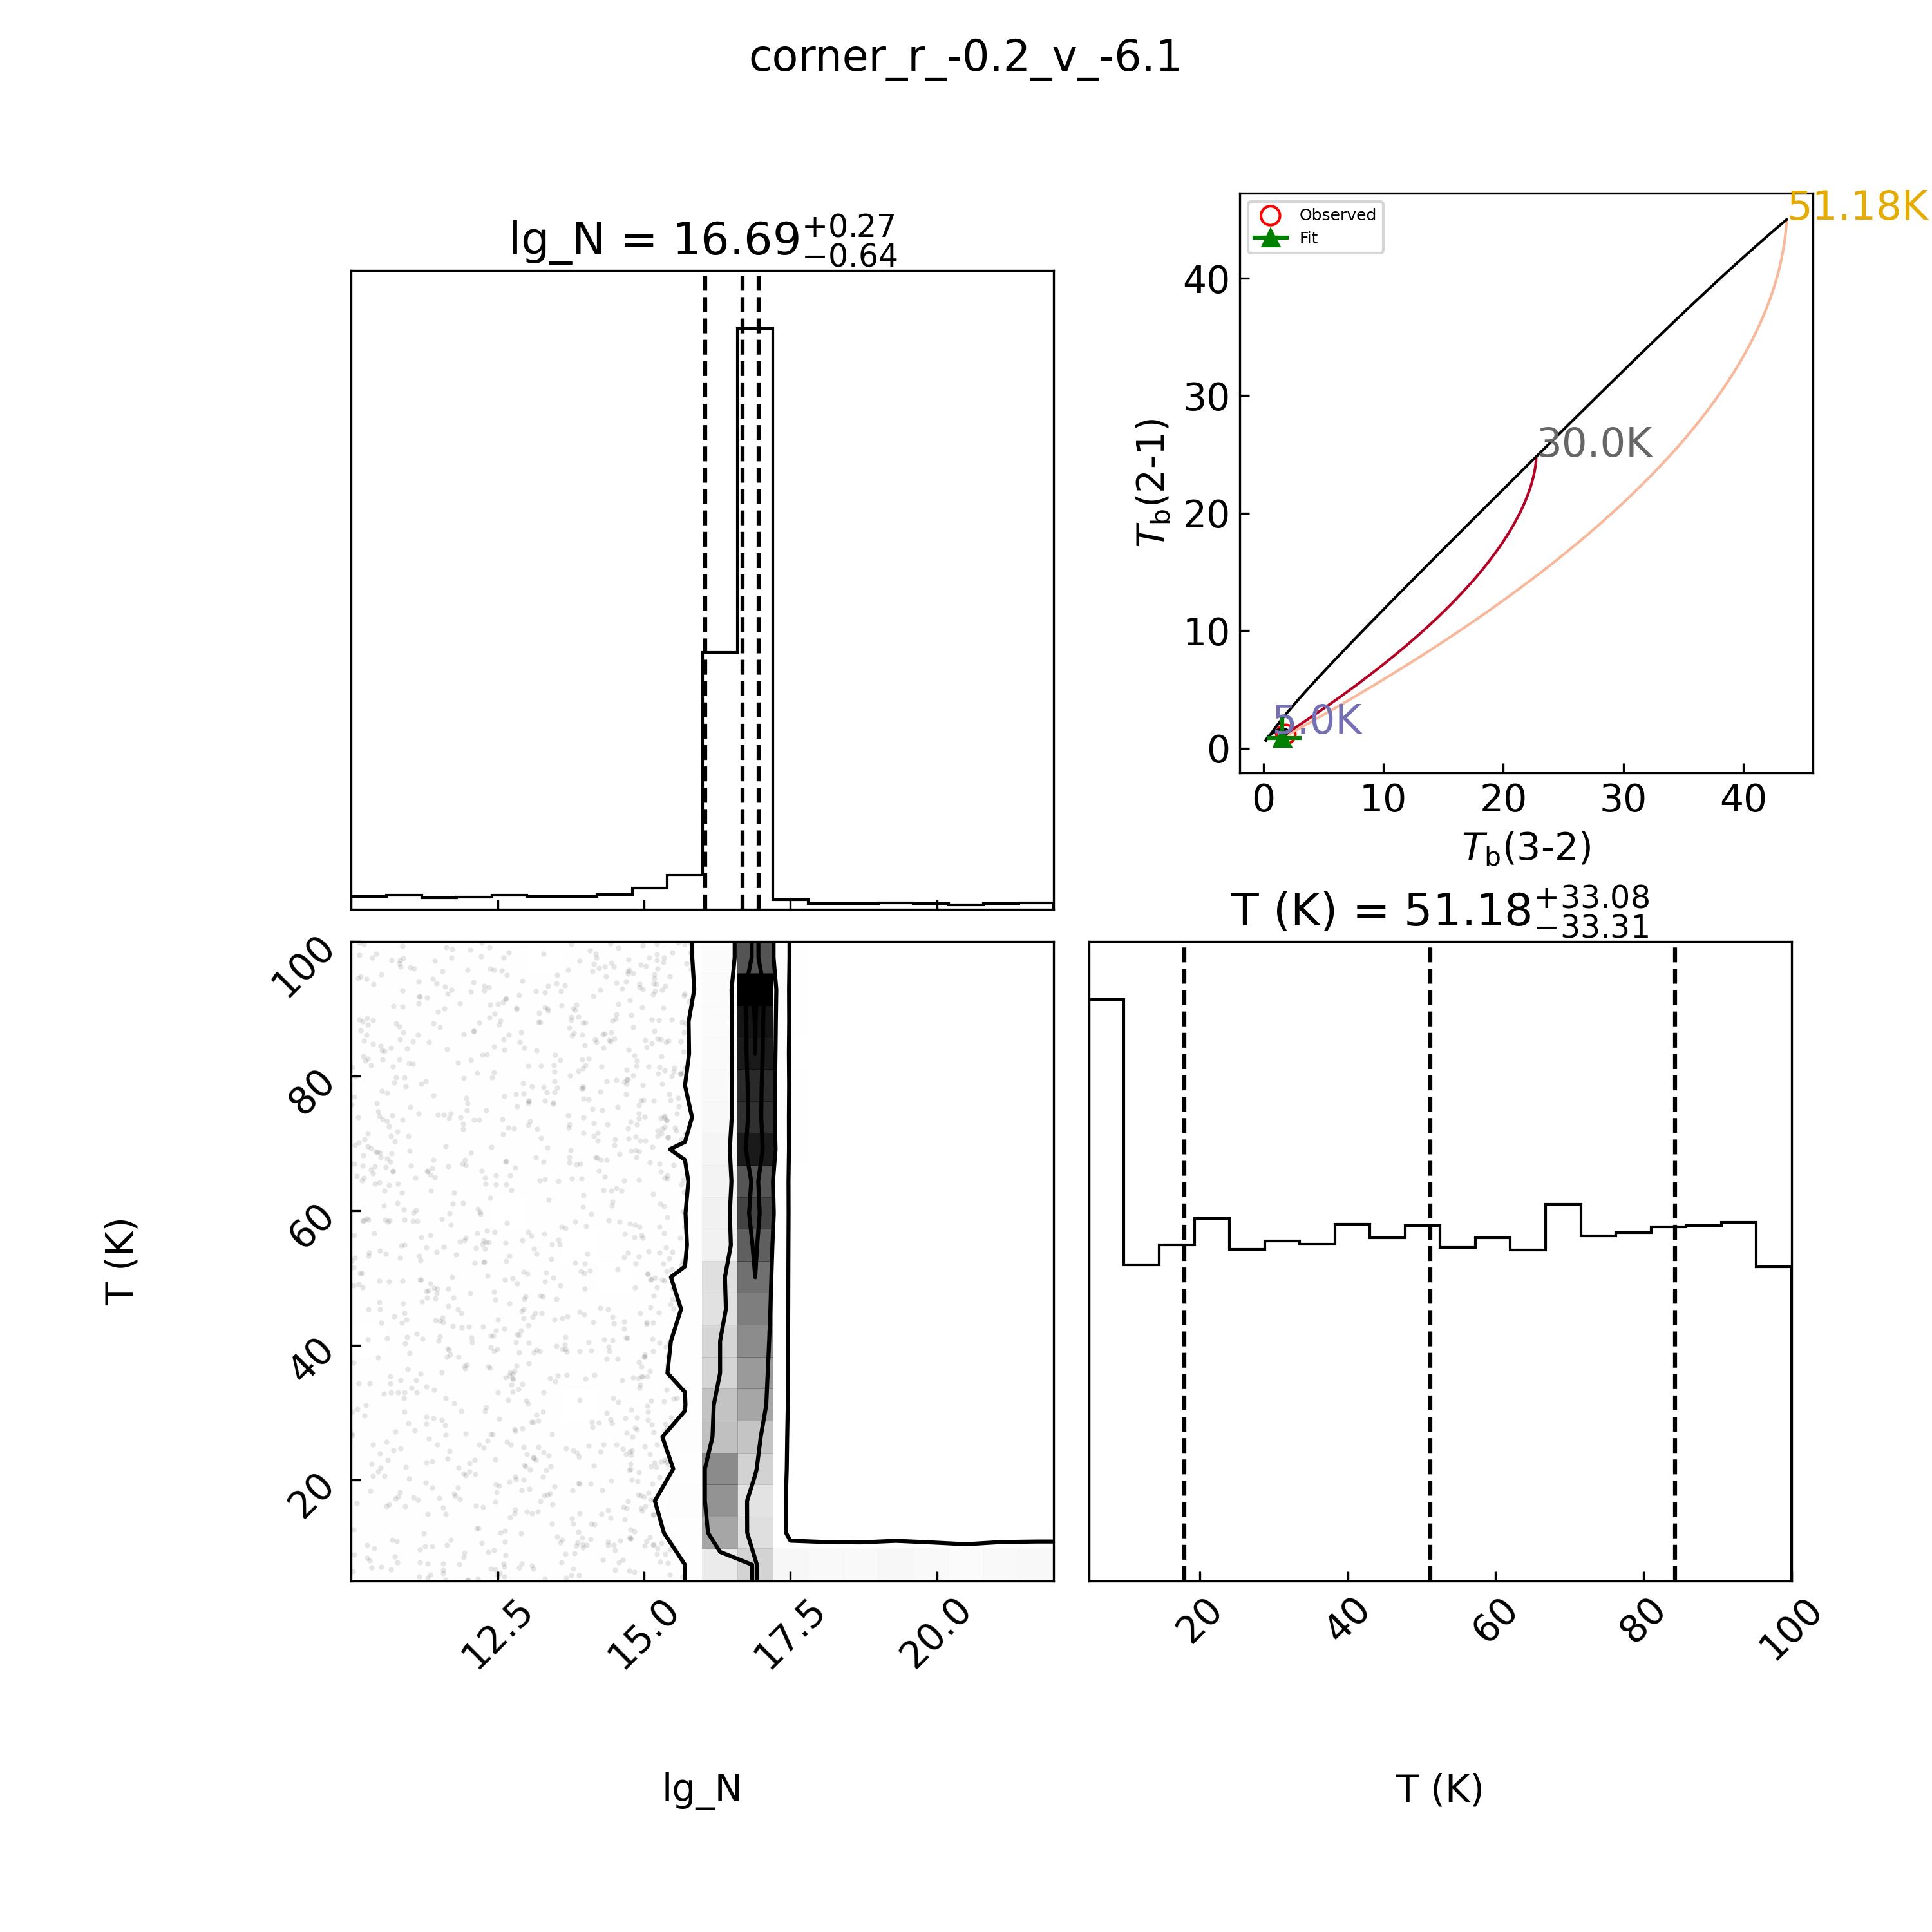 corner_r_-0.2_v_-6.1
lg_N = 16.69+0.27
−0.64
51.18K
Observed
Fit
40
30
20
10
0
30.0K
5.0K
Tb(2-1)
0 10 20 30 40
Tb(3-2)
T (K) = 51.18+33.08
−33.31
100
80
60
40
20
T (K)
12.5 15.0 17.5 20.0
lg_N
20 40 60 80 100
T (K)